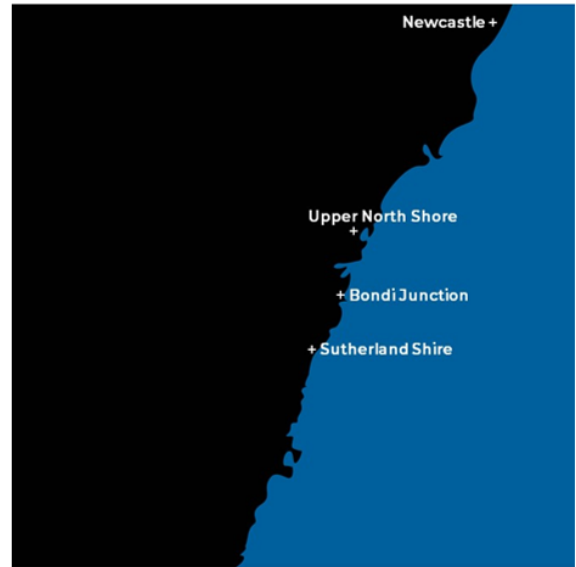 Newcastle +
Upper North Shore
+
+ Bondi Junction
+ Sutherland Shire